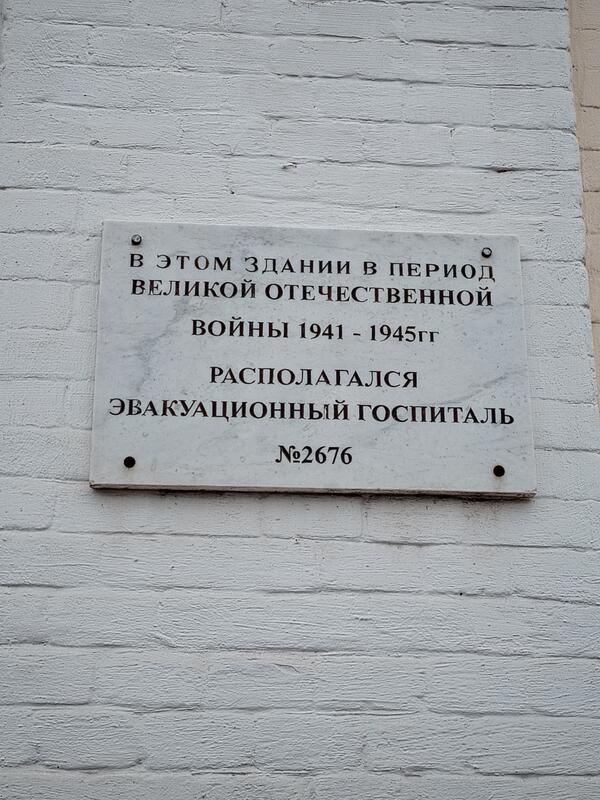 В ЭТОМ ЗДАНИИ В ПЕРИОД
ВЕЛИКОЙ ОТЕЧЕСТВЕННОЙ
ВОЙНЫ 1941 - 1945гг
РАСПОЛАГАЛСЯ
ЭВАКУАЦИОННЫЙ ГОСПИТАЛЬ
№2676